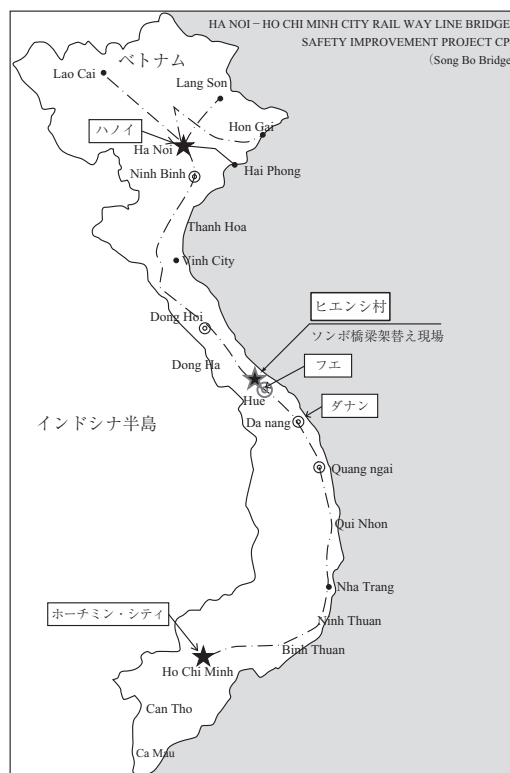 HA NOI－HO CHI MINH CITY RAIL WAY LINE BRIDGE
SAFETY IMPROVEMENT PROJECT CP
（Song Bo Bridge
ベトナム
Lao Cai
Lang Son
ハノイ
Hon Gai
Ha Noi
Hai Phong
Ninh Binh
Thanh Hoa
Vinh City
ヒエンシ村
Dong Hoi
ソンボ橋梁架替え現場
Dong Ha
フエ
Hue
ダナン
インドシナ半島
Da nang
Quang ngai
Qui Nhon
Nha Trang
ホーチミン・シティ
Ninh Thuan
Binh Thuan
Ho Chi Minh
Can Tho
Ca Mau